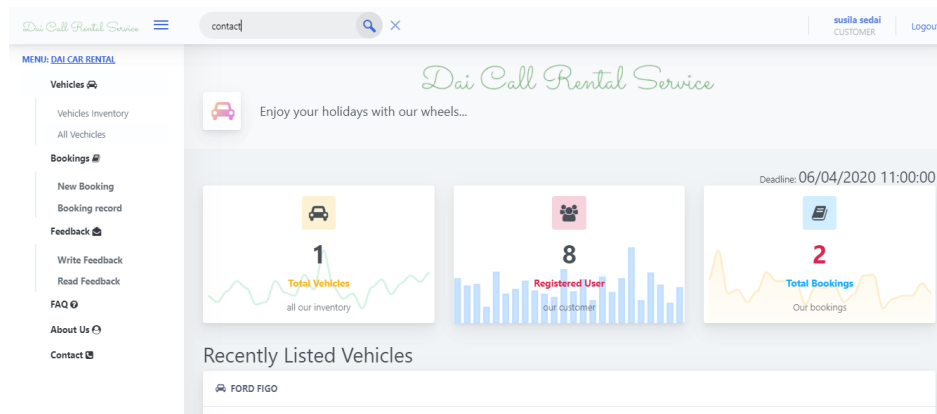 Dai Call Rental Service
contact
susila sedai
CUSTOMER
Logout
MENU: DAI CAR RENTAL
Vehicles
Vehicles Inventory
All Vechicles
Bookings
New Booking
Booking record
Feedback
Write Feedback
Read Feedback
FAQ
About Us
Contact
Dai Call Rental Service
Enjoy your holidays with our wheels...
Deadline: 06/04/2020 11:00:00
1
Total Vehicles
all our inventory
8
Registered User
our customer
2
Total Bookings
Our bookings
Recently Listed Vehicles
FORD FIGO